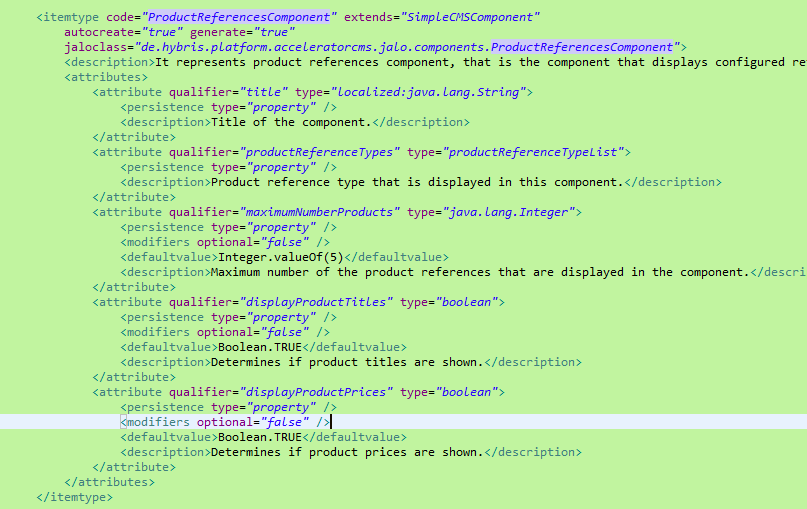 <itemtype code="ProductReferencesComponent" extends="SimpleCMSComponent"
autocreate="true" generate="true"
jaloclass="de.hybris.platform.acceleratorcms.jalo.components.ProductReferencesComponent">
<description>It represents product references component, that is the component that displays configured
<attributes>
<attribute qualifier="title" type="localized:java.lang.String">
<persistence type="property" />
<description>Title of the component.</description>
</attribute>
<attribute qualifier="productReferenceTypes" type="productReferenceTypeList">
<persistence type="property" />
<description>Product reference type that is displayed in this component.</description>
</attribute>
<attribute qualifier="maximumNumberProducts" type="java.lang.Integer">
<persistence type="property" />
<modifiers optional="false" />
<defaultvalue>Integer.valueOf(5)</defaultvalue>
<description>Maximum number of the product references that are displayed in the component.</descri
</attribute>
<attribute qualifier="displayProductTitles" type="boolean">
<persistence type="property" />
<modifiers optional="false" />
<defaultvalue>Boolean.TRUE</defaultvalue>
<description>Determines if product titles are shown.</description>
</attribute>
<attribute qualifier="displayProductPrices" type="boolean">
<persistence type="property" />
<modifiers optional="false" />
<defaultvalue>Boolean.TRUE</defaultvalue>
<description>Determines if product prices are shown.</description>
</attribute>
</attributes>
</itemtype>